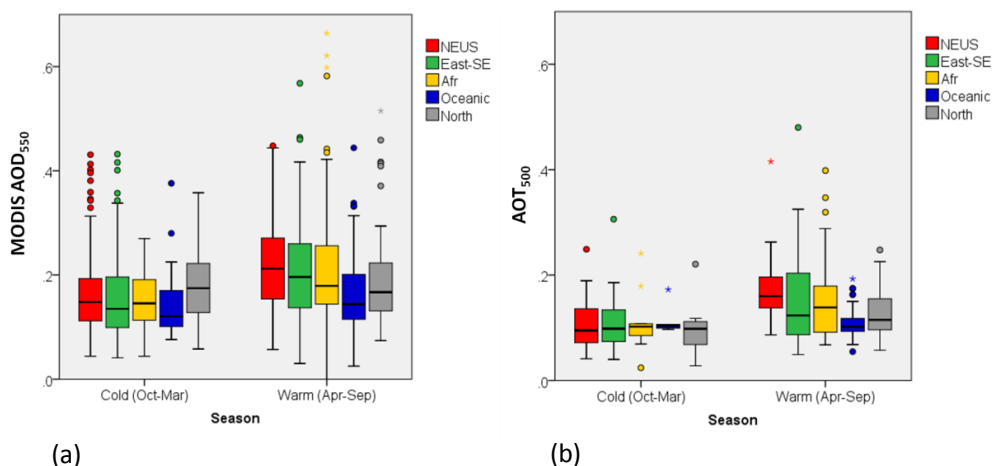 MODIS AOD550
.6
.4
.2
.0
Cold (Oct-Mar)
Warm (Apr-Sep)
Season
NEUS
East-SE
Afr
Oceanic
North
(a)
AOT500
.6
.4
.2
.0
Cold (Oct-Mar)
Warm (Apr-Sep)
Season
NEUS
East-SE
Afr
Oceanic
North
(b)